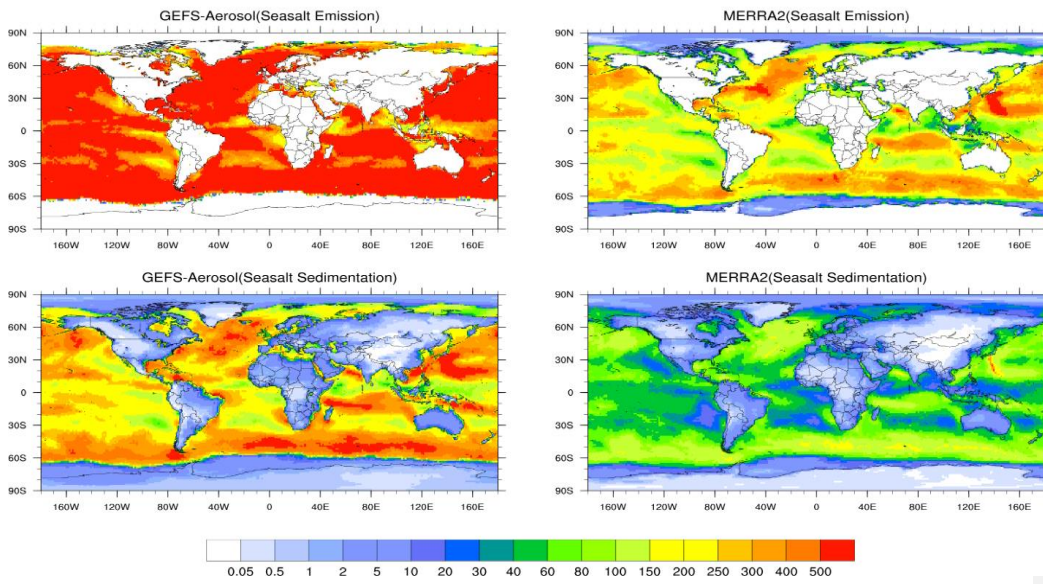 GEFS-Aerosol(Seasalt Emission)
90N
60N
30N
0
30S
60S
90S
160W 120W 80W 40W 0 40E 80E 120E 160E
MERRA2(Seasalt Emission)
90N
60N
30N
0
30S
60S
90S
160W 120W 80W 40W 0 40E 80E 120E 160E
GEFS-Aerosol(Seasalt Sedimentation)
90N
60N
30N
0
30S
60S
90S
160W 120W 80W 40W 0 40E 80E 120E 160E
MERRA2(Seasalt Sedimentation)
90N
60N
30N
0
30S
60S
90S
160W 120W 80W 40W 0 40E 80E 120E 160E
0.05 0.5 1 2 5 10 20 30 40 60 80 100 150 200 250 300 400 500